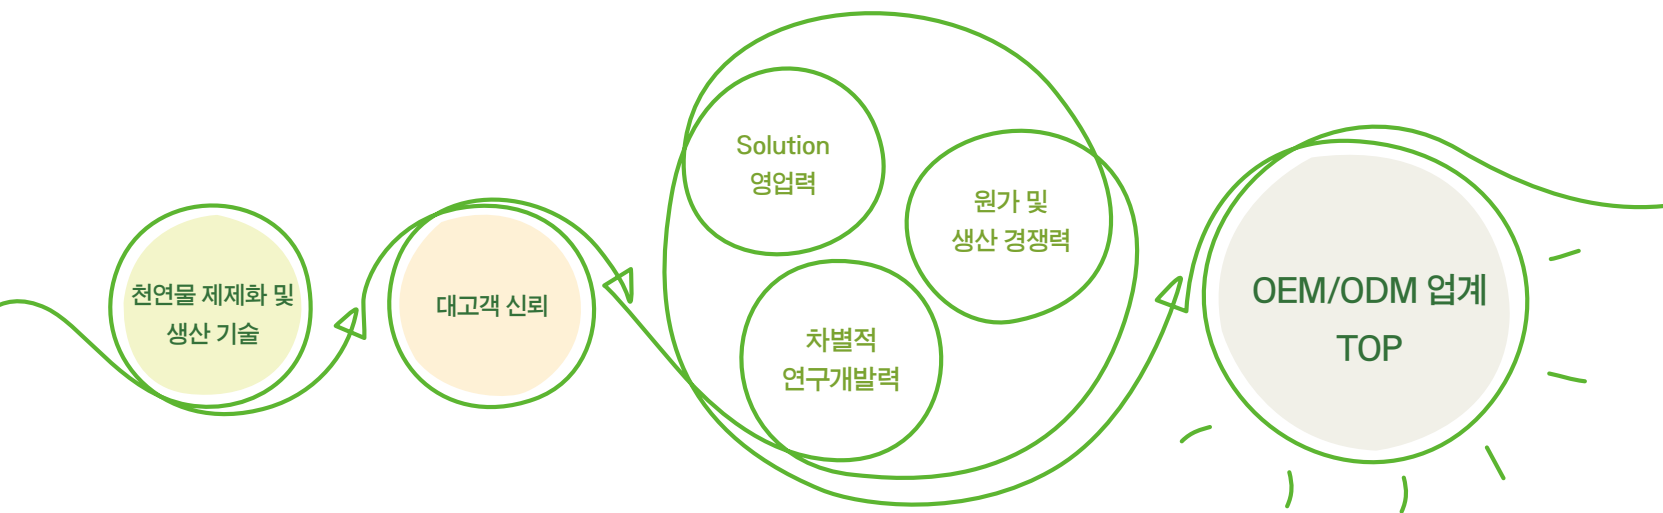 천연물 제제화 및
생산 기술
대고객 신뢰
Solution
영업력
원가 및
생산 경쟁력
차별적
연구개발력
OEM/ODM 업계
TOP